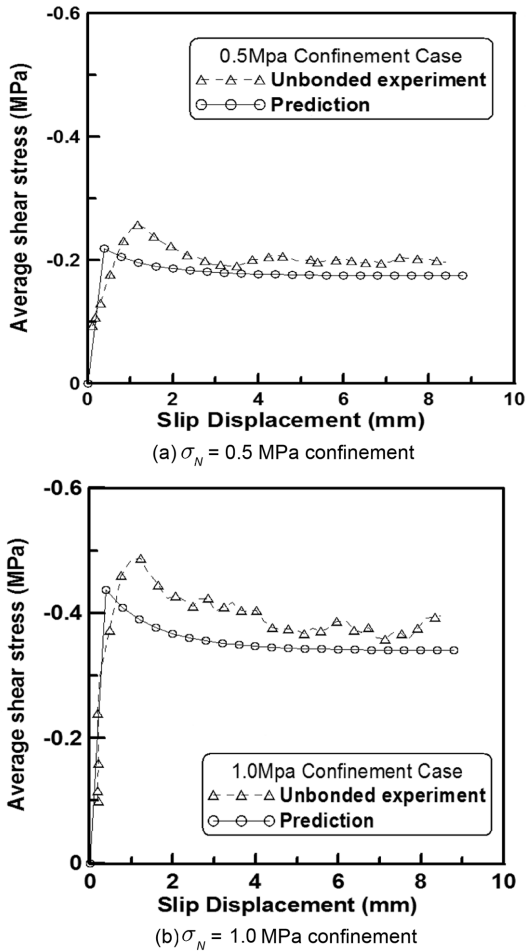 -0.6
0.5Mpa Confinement Case
Unbonded experiment
Prediction
-0.4
-0.2
0
Average shear stress (MPa)
0 2 4 6 8 10
Slip Displacement (mm)
(a) σN = 0.5 MPa confinement
-0.6
-0.4
-0.2
0
Average shear stress (MPa)
1.0Mpa Confinement Case
Unbonded experiment
Prediction
0 2 4 6 8 10
Slip Displacement (mm)
(b) σN = 1.0 MPa confinement